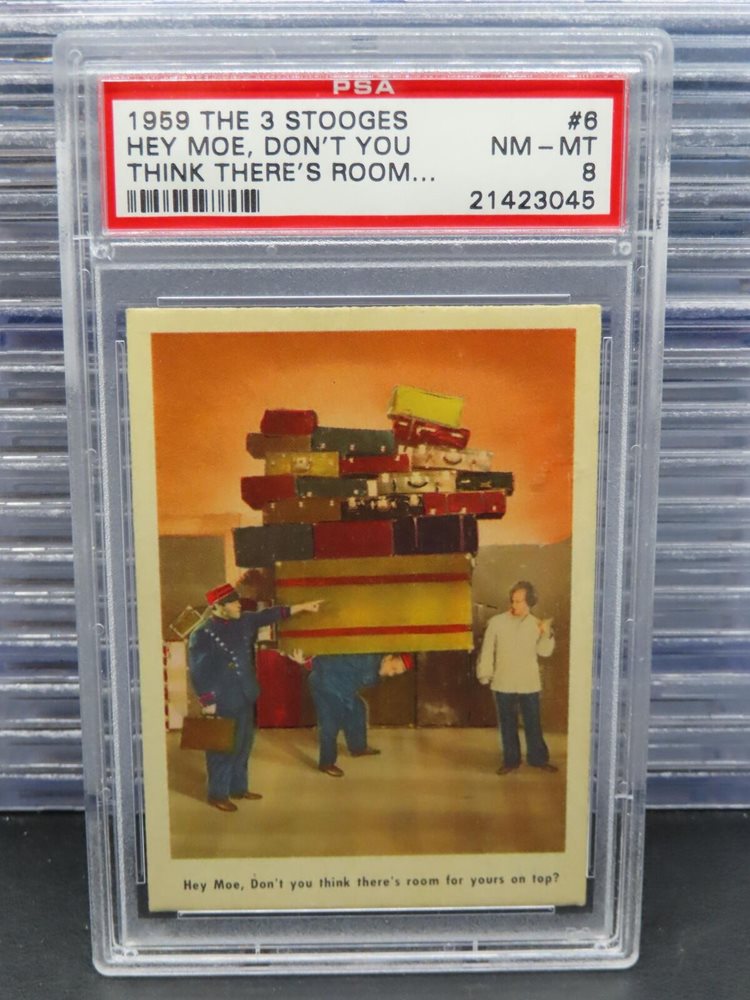 PSA
1959 THE 3 STOOGES #6
HEY MOE, DON'T YOU NM - MT
THINK THERE'S ROOM... 8
21423045
Hey Moe, Don't you think there's room for yours on top?